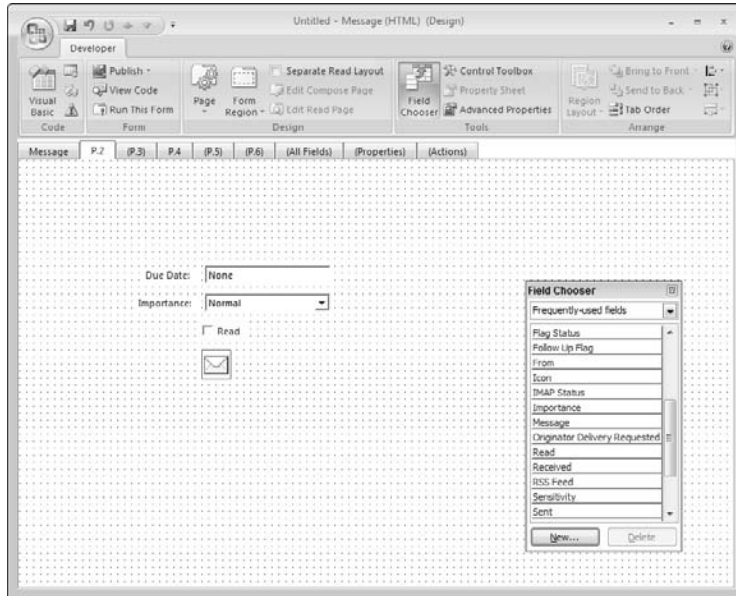 Untitled - Message (HTML) (Design)
Developer
Visual Basic
Publish
View Code
Run This Form
Page
Form Region
Separate Read Layout
Edit Compose Page
Edit Read Page
Field Chooser
Control Toolbox
Property Sheet
Advanced Properties
Region Layout
Bring to Front
Send to Back
Tab Order
Code
Form
Design
Tools
Arrange
Message P.2 (P.3) P.4 (P.5) (P.6) (All Fields) (Properties) (Actions)
Due Date: None
Importance: Normal
Read
Field Chooser
Frequently-used fields
Flag Status
Follow Up Flag
From
Icon
IMAP Status
Importance
Message
Originator Delivery Requested
Read
Received
RSS Feed
Sensitivity
Sent
New... Delete